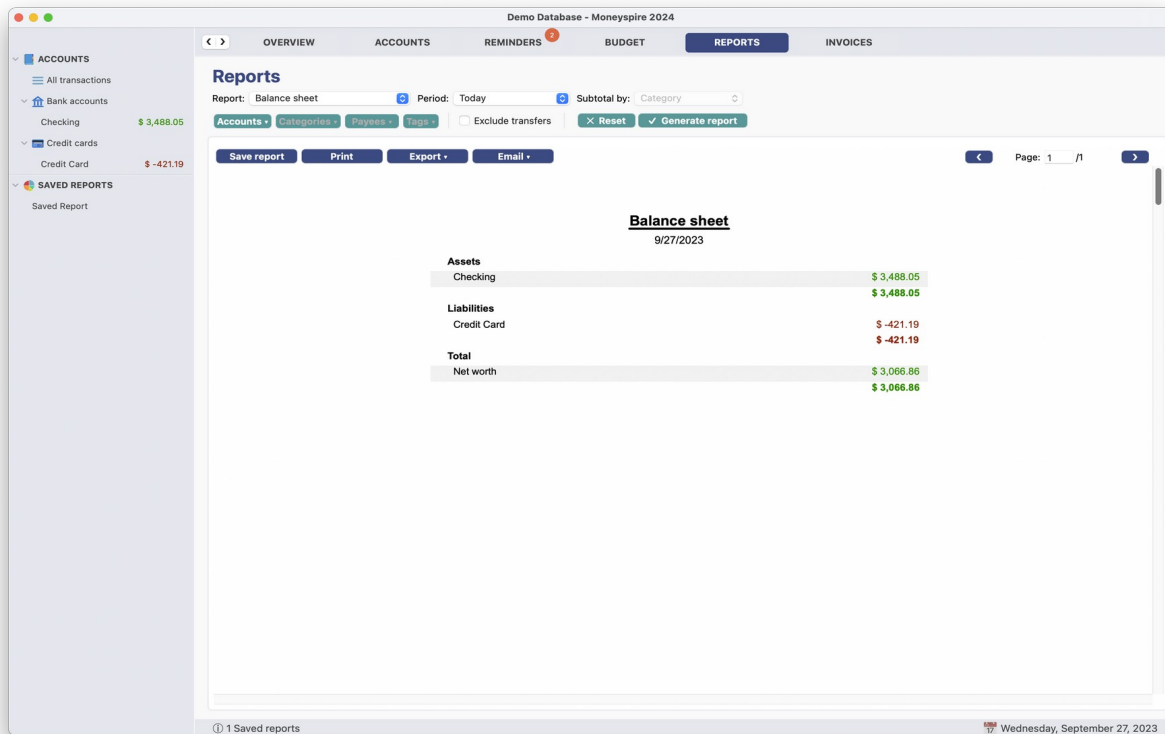 Demo Database - Moneyspire 2024
OVERVIEW ACCOUNTS REMINDERS 2 BUDGET REPORTS INVOICES
ACCOUNTS
All transactions
Bank accounts
Checking $ 3,488.05
Credit cards
Credit Card $ -421.19
SAVED REPORTS
Saved Report
Reports
Report: Balance sheet Period: Today Subtotal by: Category
Accounts Categories Payees Tags Exclude transfers Reset Generate report
Save report Print Export Email Page: 1 /1
Balance sheet
9/27/2023
Assets
Checking $ 3,488.05
$ 3,488.05
Liabilities
Credit Card $ -421.19
$ -421.19
Total
Net worth $ 3,066.86
$ 3,066.86
1 Saved reports
17 Wednesday, September 27, 2023